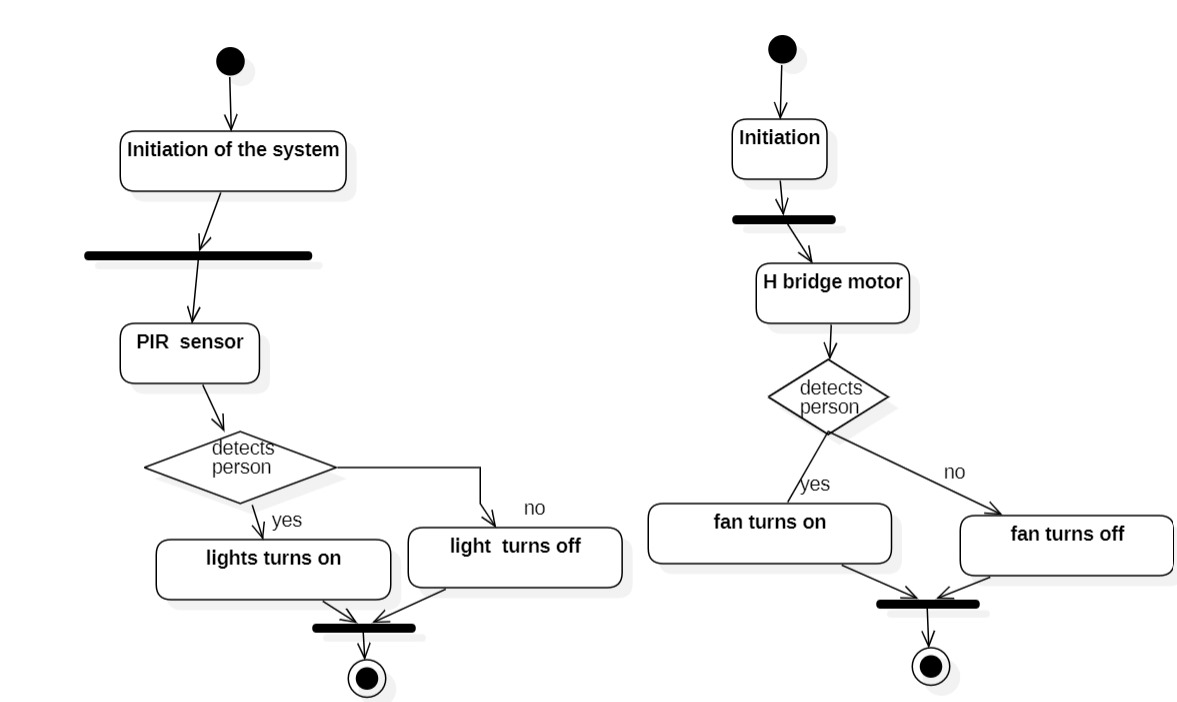 Initiation of the system
PIR  sensor
detects
person
yes
no
lights turns on
light  turns off
Initiation
H bridge motor
detects
person
yes
no
fan turns on
fan turns off